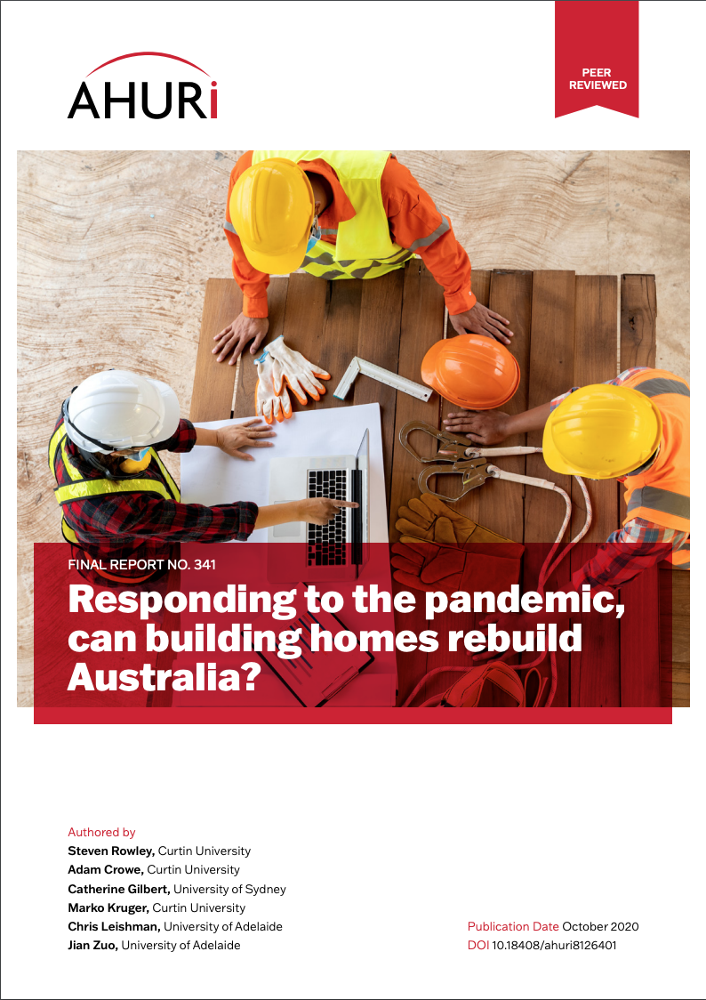 AHURi
PEER
REVIEWED
FINAL REPORT NO. 341
Responding to the pandemic,
can building homes rebuild
Australia?
Authored by
Steven Rowley, Curtin University
Adam Crowe, Curtin University
Catherine Gilbert, University of Sydney
Marko Kruger, Curtin University
Chris Leishman, University of Adelaide
Jian Zuo, University of Adelaide
Publication Date October 2020
DOI 10.18408/ahuri8126401